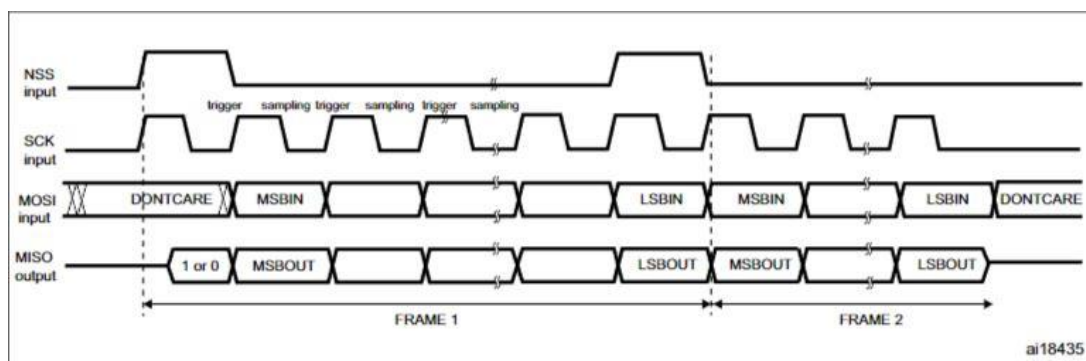 NSS
input
trigger sampling trigger sampling trigger sampling
SCK
input
MOSI
input
DONTCARE MSBIN LSBIN MSBIN LSBIN DONTCARE
MISO
output
1 or 0 MSBOUT LSBOUT MSBOUT LSBOUT
FRAME 1 FRAME 2
ai18435